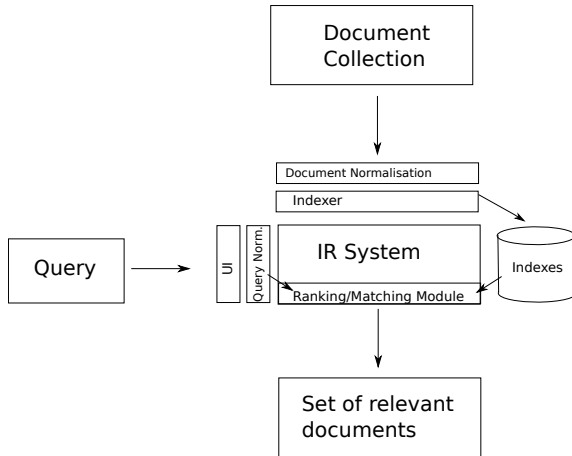 Document
Collection
Document Normalisation
Indexer
Query
UI
Query Norm.
IR System
Ranking/Matching Module
Indexes
Set of relevant
documents